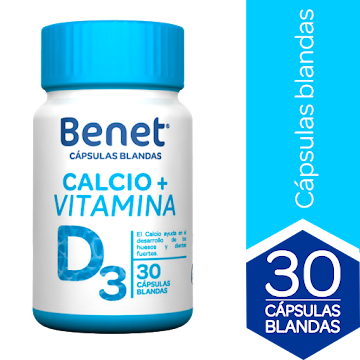 Benet®
CÁPSULAS BLANDAS
CALCIO +
VITAMINA
D3
El Calcio ayuda en el
desarrollo de los
huesos y dientes
fuertes.
30
CÁPSULAS
BLANDAS
Cápsulas blandas
30
CÁPSULAS
BLANDAS